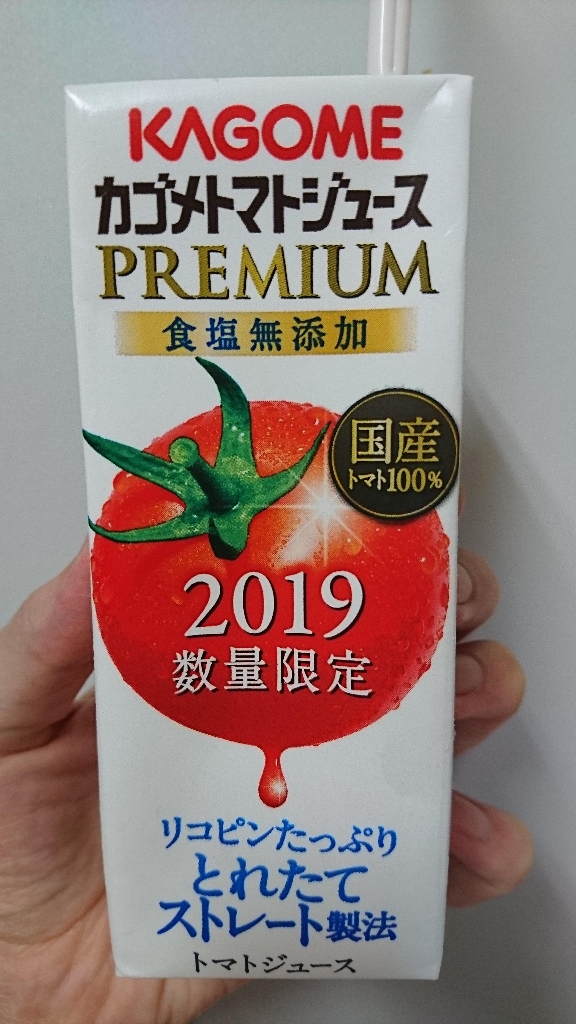 KAGOME
カゴメトマトジュース
PREMIUM
食塩無添加
国産
トマト100%
2019
数量限定
リコピンたっぷり
とれたて
ストレート製法
トマトジュース